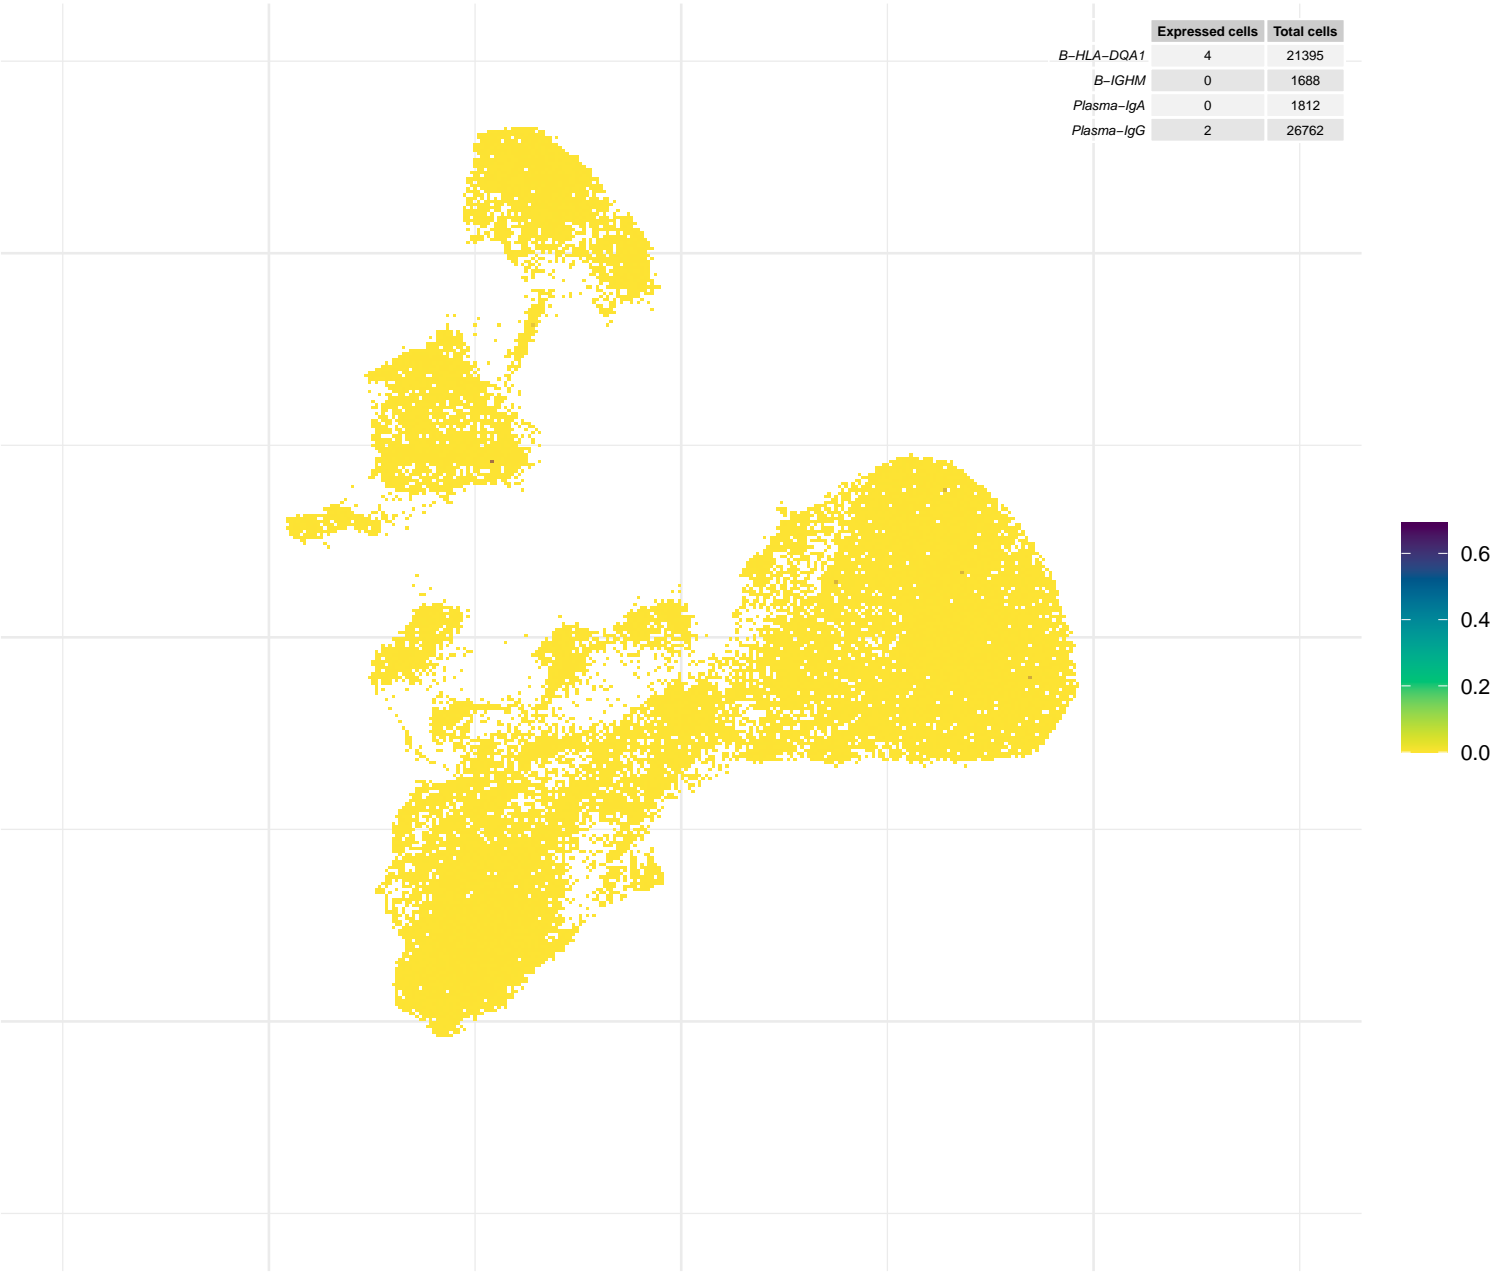 Expressed cells Total cells
B−HLA−DQA1 4 21395
B−IGHM 0 1688
Plasma−IgA 0 1812
Plasma−IgG 2 26762
0.6
0.4
0.2
0.0